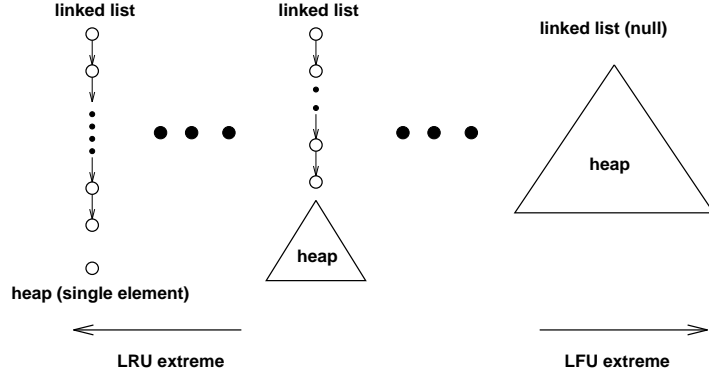 linked list
linked list
linked list (null)
heap
heap
heap (single element)
LRU extreme
LFU extreme